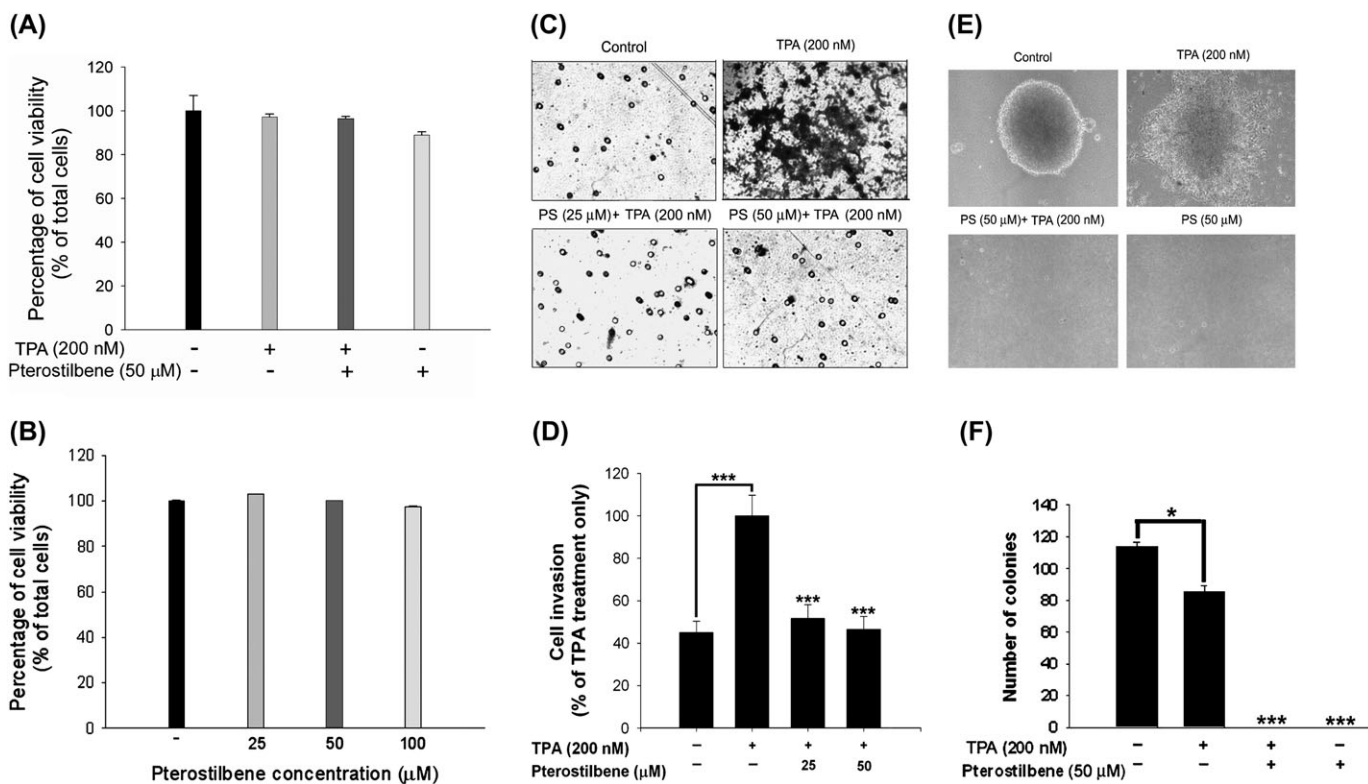 (A)
Percentage of cell viability
(% of total cells)
120
100
80
60
40
20
0
TPA (200 nM) - + + -
Pterostilbene (50 μM) - - + +
(B)
Percentage of cell viability
(% of total cells)
120
100
80
60
40
20
0
- 25 50 100
Pterostilbene concentration (μM)
(C)
Control TPA (200 nM)
PS (25 μM)+ TPA (200 nM) PS (50 μM)+ TPA (200 nM)
(D)
Cell invasion
(% of TPA treatment only)
120
100
80
60
40
20
0
***
*** ***
TPA (200 nM) − + + +
Pterostilbene (μM) − − 25 50
(E)
Control TPA (200 nM)
PS (50 μM)+ TPA (200 nM) PS (50 μM)
(F)
Number of colonies
140
120
100
80
60
40
20
0
*
*** ***
TPA (200 nM) − + + −
Pterostilbene (50 μM) − − + +